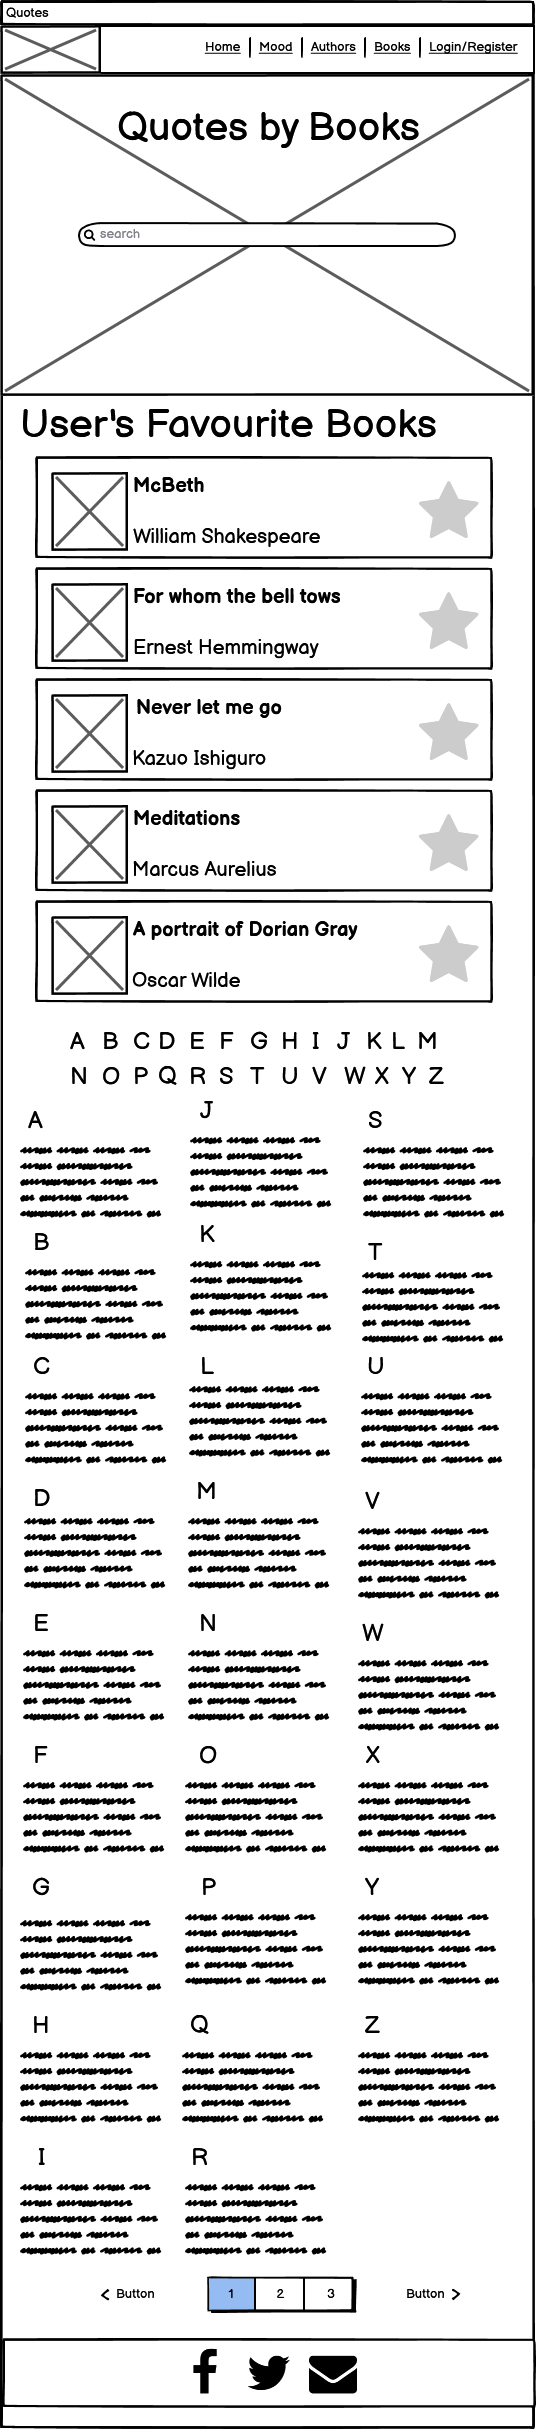 Quotes
Home | Mood | Authors | Books | Login/Register
Quotes by Books
search
User's Favourite Books
McBeth
William Shakespeare
For whom the bell tows
Ernest Hemmingway
Never let me go
Kazuo Ishiguro
Meditations
Marcus Aurelius
A portrait of Dorian Gray
Oscar Wilde
A B C D E F G H I J K L M
N O P Q R S T U V W X Y Z
A
J
S
B
K
T
C
L
U
D
M
V
E
N
W
F
O
X
G
P
Y
H
Q
Z
I
R
Button 1 2 3 Button